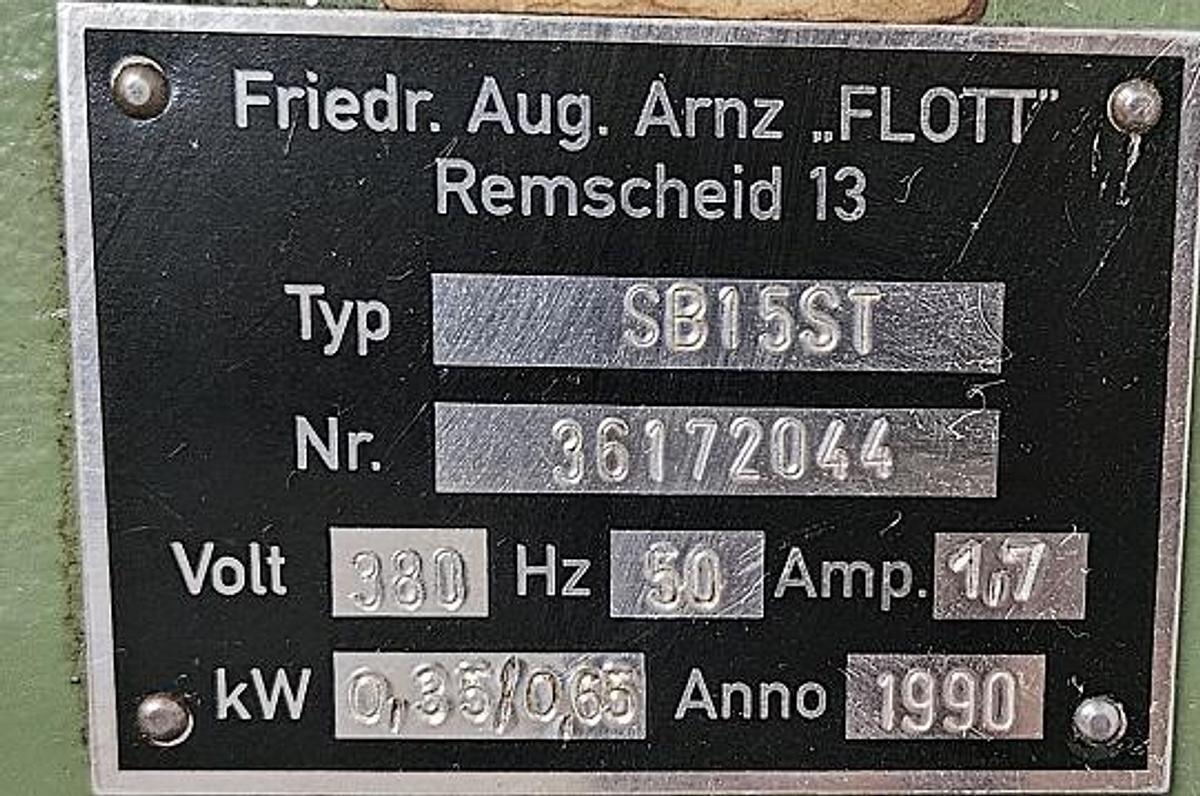 Friedr. Aug. Arnz „FLOTT”
Remscheid 13
Typ SB15ST
Nr. 36172044
Volt 380 Hz 50 Amp. 1,7
kW 0,35/0,65 Anno 1990